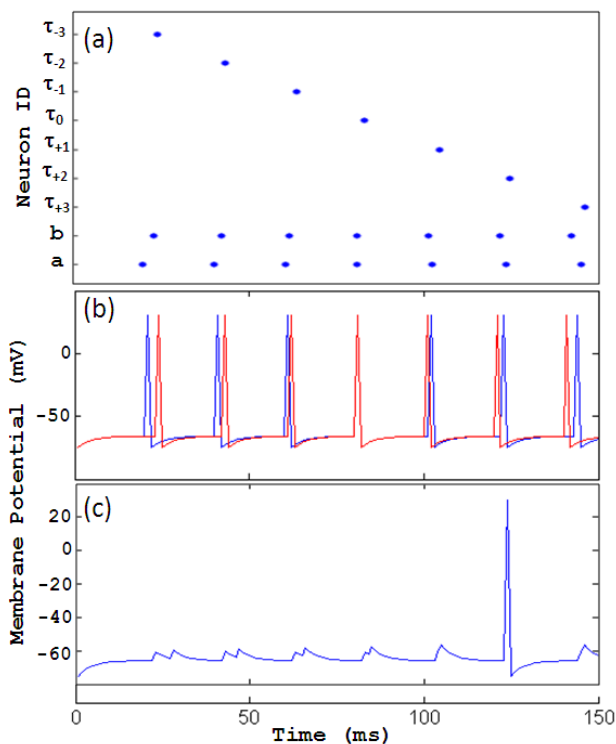 (a)
τ-3
τ-2
τ-1
τ0
τ+1
τ+2
τ+3
b
a
Neuron ID
(b)
0
-50
(c)
20
0
-20
-40
-60
Membrane Potential (mV)
0
50
100
150
Time (ms)